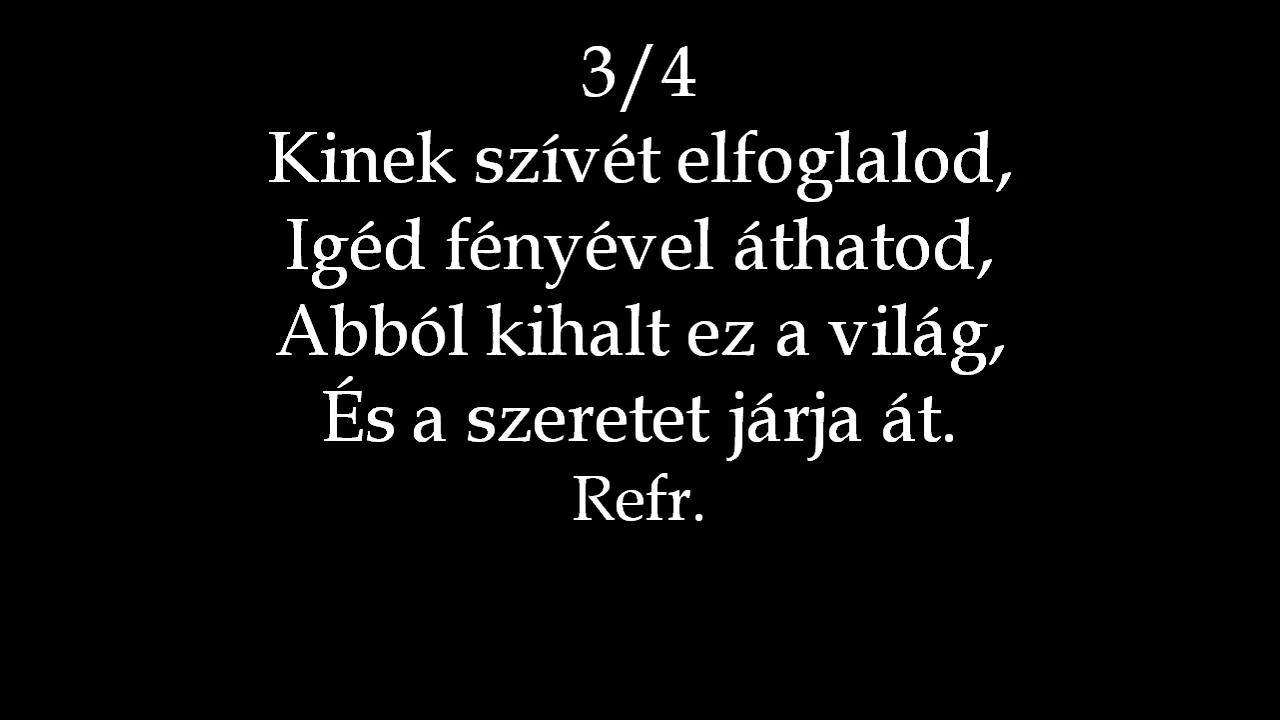 3/4
Kinek szívét elfoglalod,
Igéd fényével áthatod,
Abból kihalt ez a világ,
És a szeretet járja át.
Refr.